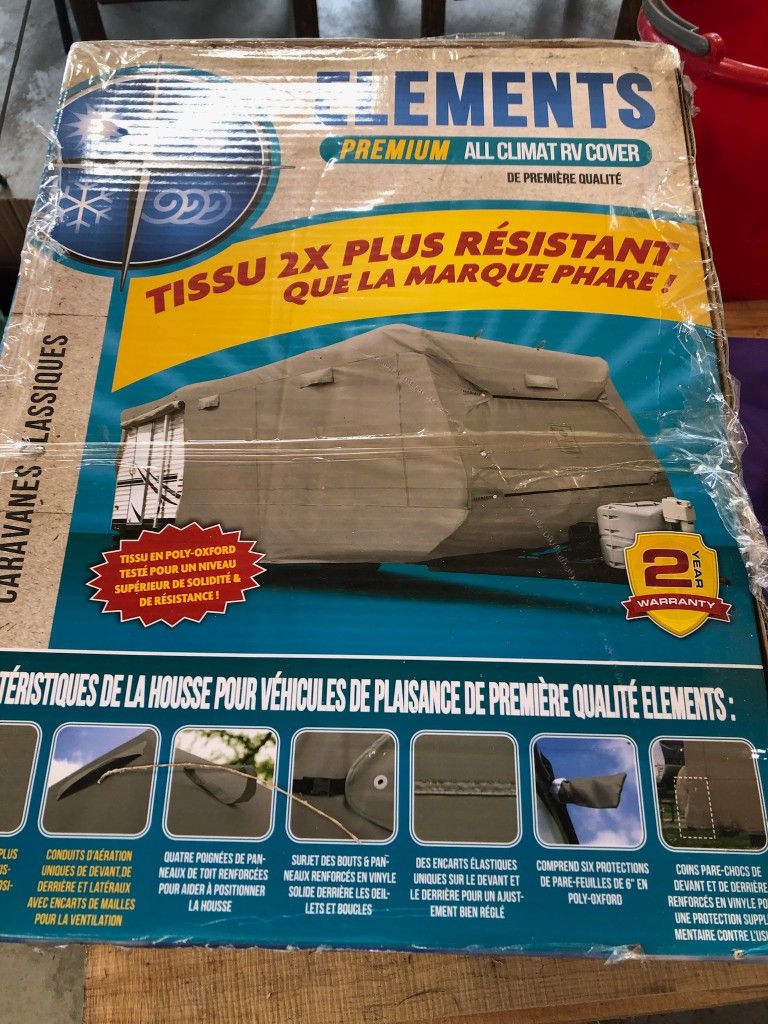 ELEMENTS
PREMIUM ALL CLIMAT RV COVER
DE PREMIÈRE QUALITÉ
TISSU 2X PLUS RÉSISTANT
QUE LA MARQUE PHARE !
CARAVANES CLASSIQUES
TISSU EN POLY-OXFORD
TESTÉ POUR UN NIVEAU
SUPÉRIEUR DE SOLIDITÉ &
DE RÉSISTANCE !
2 YEAR
WARRANTY
TÉRISTIQUES DE LA HOUSSE POUR VÉHICULES DE PLAISANCE DE PREMIÈRE QUALITÉ ELEMENTS :
PLUS
CONDUITS D'AÉRATION
UNIQUES DE DEVANT,DE
DERRIÈRE ET LATÉRAUX
AVEC ENCARTS DE MAILLES
POUR LA VENTILATION
QUATRE POIGNÉES DE PAN-
NEAUX DE TOIT RENFORCÉES
POUR AIDER À POSITIONNER
LA HOUSSE
SURJET DES BOUTS & PAN-
NEAUX RENFORCÉS EN VINYLE
SOLIDE DERRIÈRE LES OEIL-
LETS ET BOUCLES
DES ENCARTS ÉLASTIQUES
UNIQUES SUR LE DEVANT ET
LE DERRIÈRE POUR UN AJUST-
EMENT BIEN RÉGLÉ
COMPREND SIX PROTECTIONS
DE PARE-FEUILLES DE 6" EN
POLY-OXFORD
COINS PARE-CHOCS DE
DEVANT ET DE DERRIÈRE
RENFORCÉS EN VINYLE PO
UNE PROTECTION SUPPL
MENTAIRE CONTRE L'US